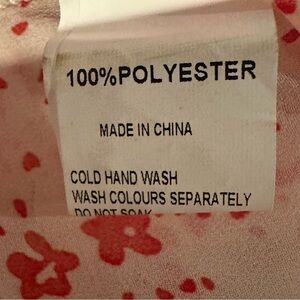 100%POLYESTER
MADE IN CHINA
COLD HAND WASH
WASH COLOURS SEPARATELY
DO NOT SOAK